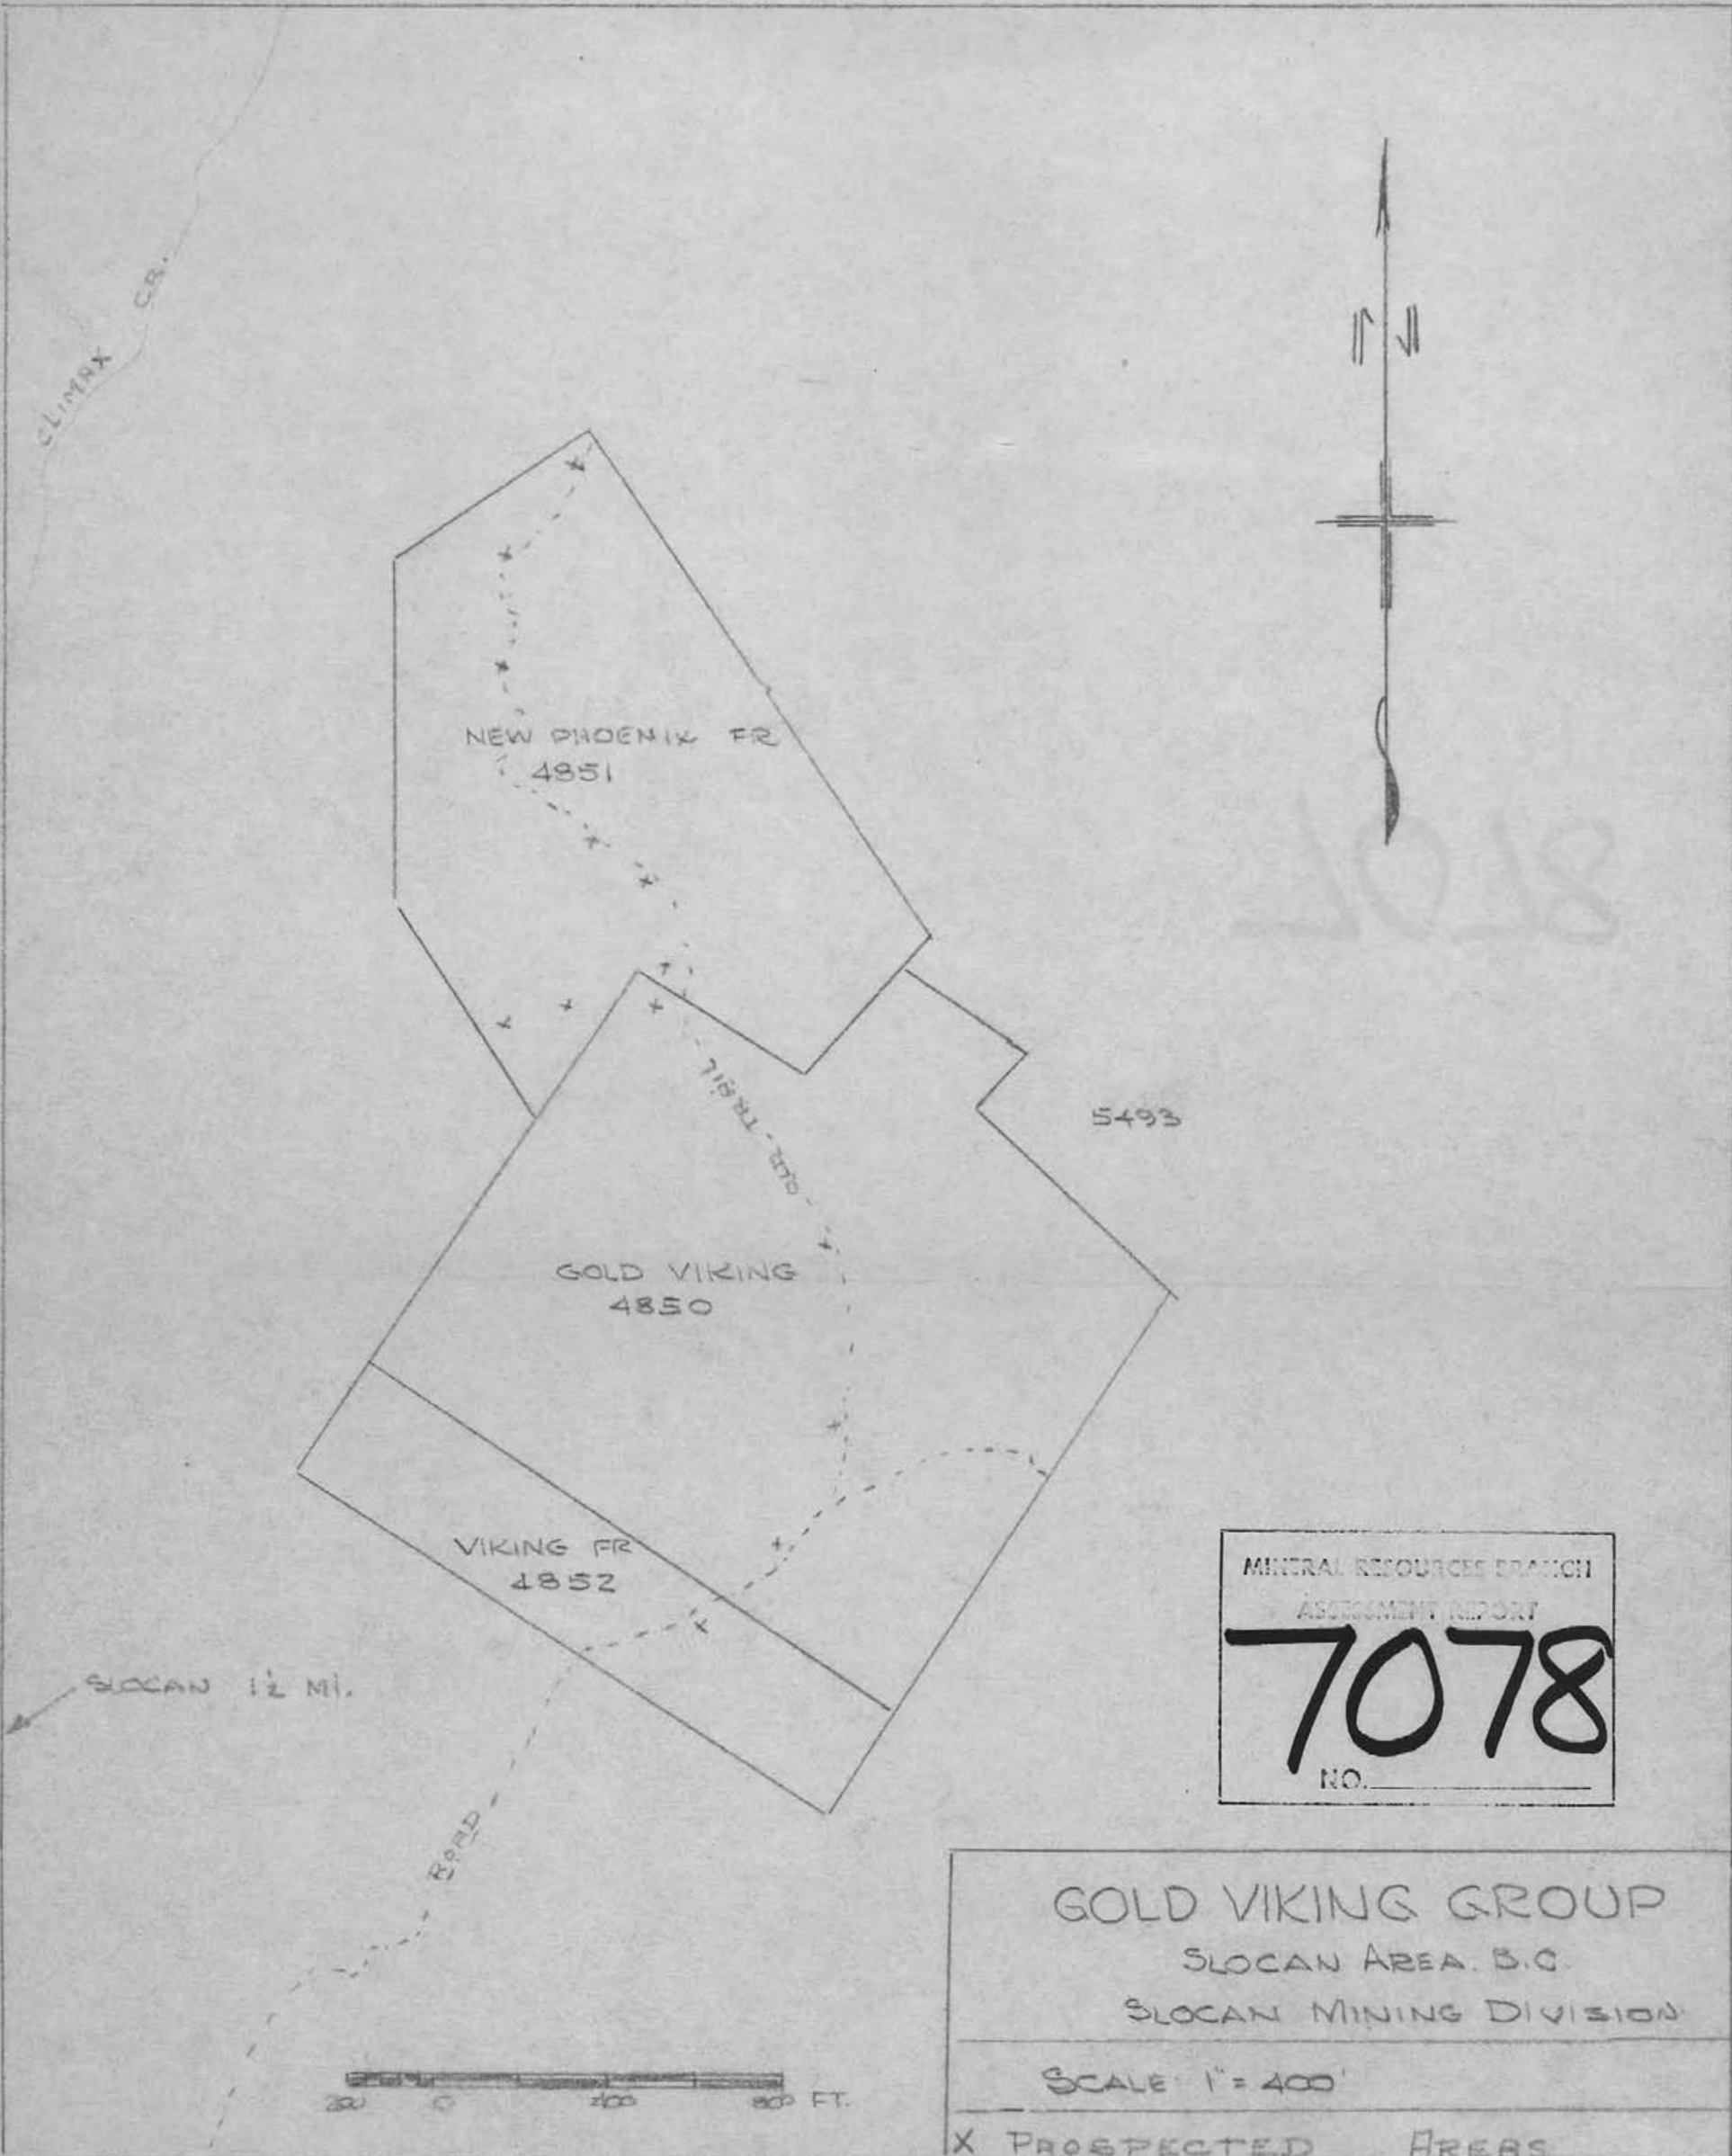 CLIMAX CR.
N
NEW PHOENIX FR
4851
OLD TRAIL
5493
GOLD VIKING
4850
VIKING FR
4852
SLOCAN 1½ MI.
ROAD
MINERAL RESOURCES BRANCH
ASSESSMENT REPORT
7078
NO.
GOLD VIKING GROUP
SLOCAN AREA. B.C.
SLOCAN MINING DIVISION
SCALE 1" = 400'
X PROSPECTED AREAS
200 0 400 800 FT.